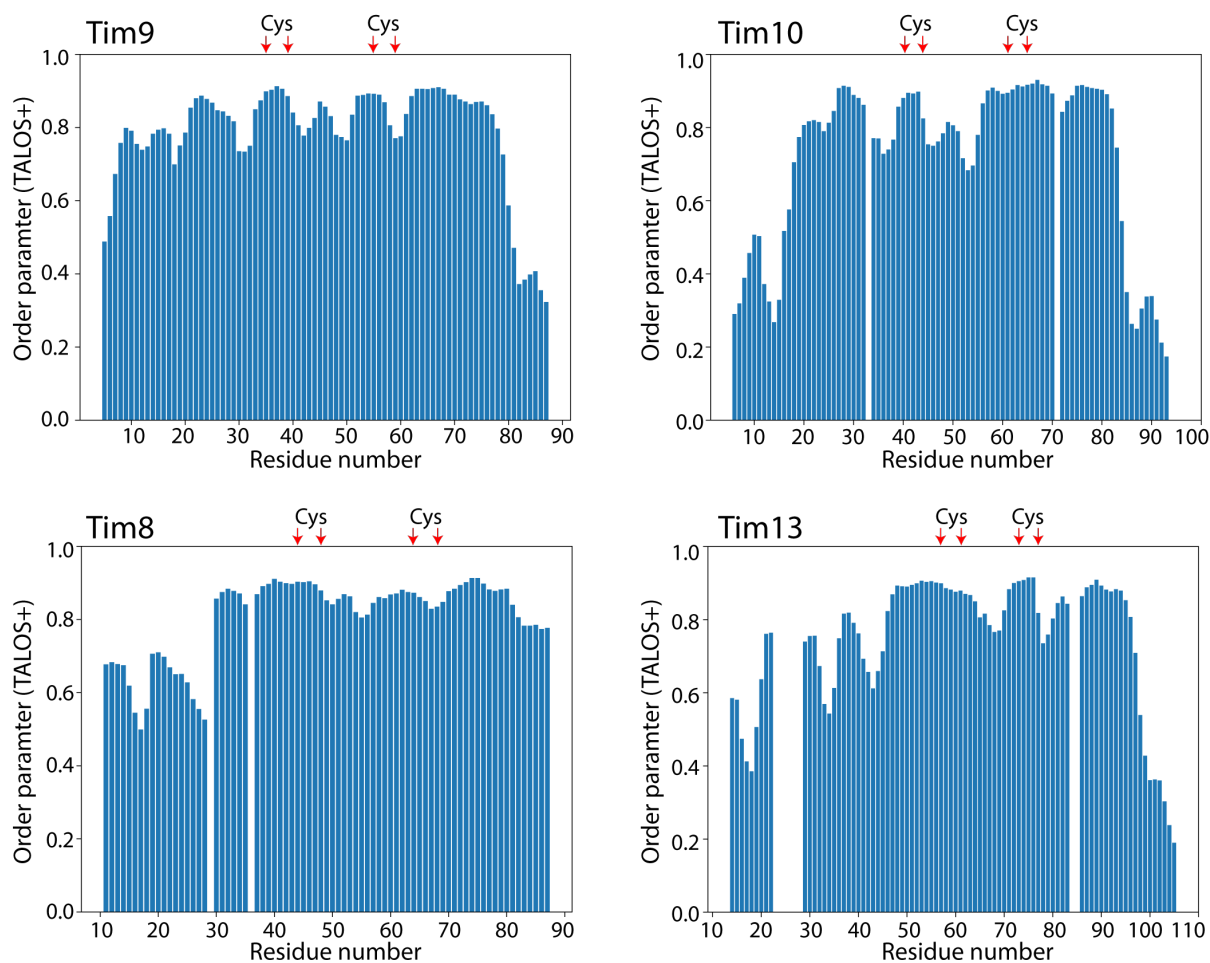 Tim9
Cys
Cys
1.0
0.8
0.6
0.4
0.2
0.0
Order paramter (TALOS+)
10 20 30 40 50 60 70 80 90
Residue number
Tim10
Cys
Cys
1.0
0.8
0.6
0.4
0.2
0.0
Order paramter (TALOS+)
10 20 30 40 50 60 70 80 90 100
Residue number
Tim8
Cys
Cys
1.0
0.8
0.6
0.4
0.2
0.0
Order paramter (TALOS+)
10 20 30 40 50 60 70 80 90
Residue number
Tim13
Cys
Cys
1.0
0.8
0.6
0.4
0.2
0.0
Order paramter (TALOS+)
10 20 30 40 50 60 70 80 90 100 110
Residue number